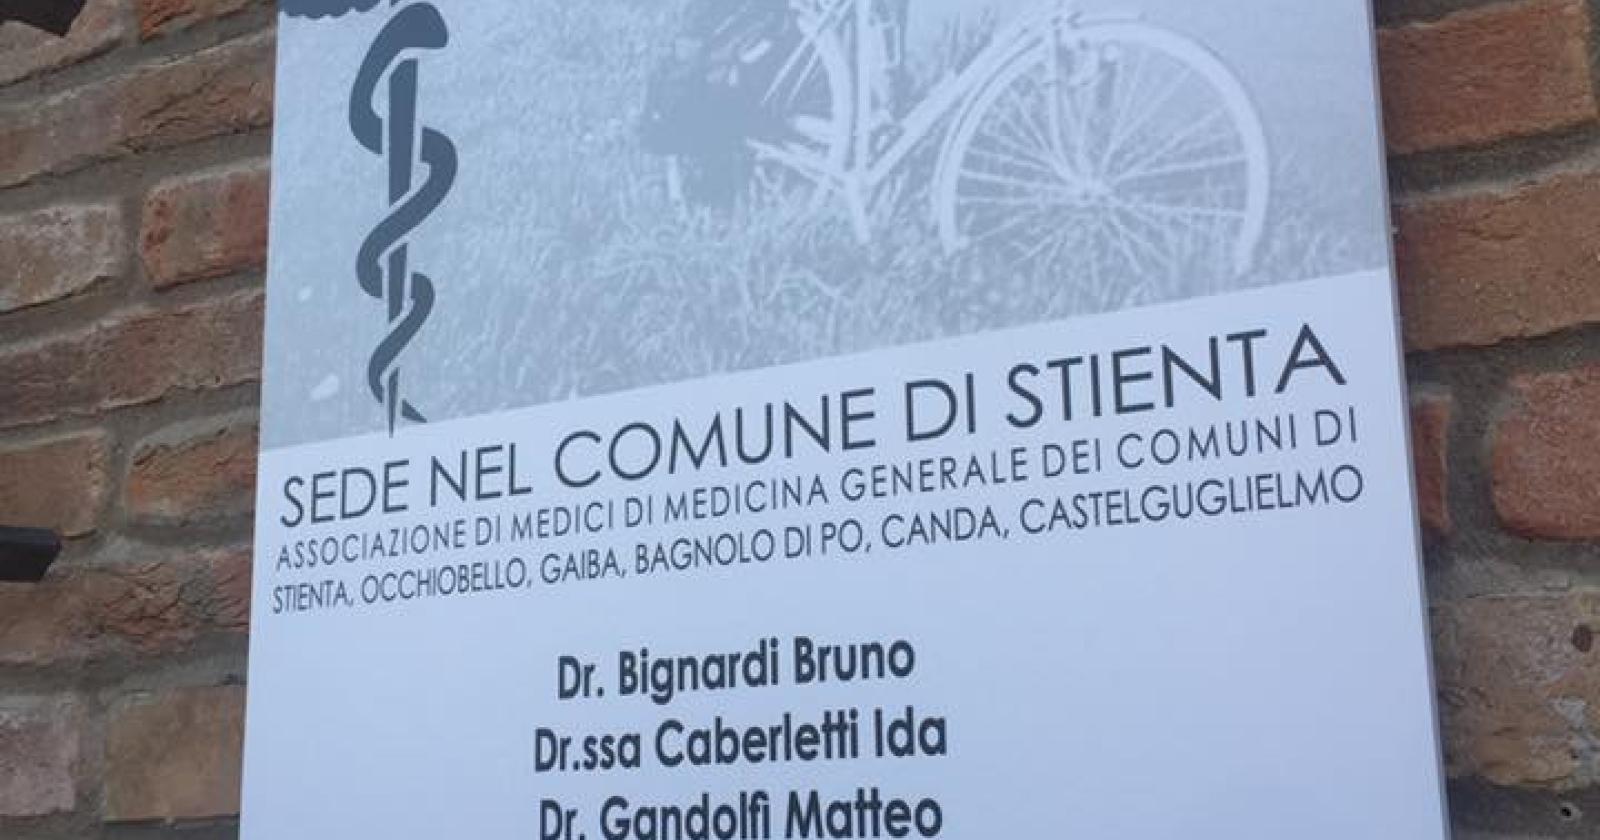 SEDE NEL COMUNE DI STIENTA
ASSOCIAZIONE DI MEDICI DI MEDICINA GENERALE DEI COMUNI DI
STIENTA, OCCHIOBELLO, GAIBA, BAGNOLO DI PO, CANDA, CASTELGUGLIELMO
Dr. Bignardi Bruno
Dr.ssa Caberletti Ida
Dr. Gandolfi Matteo